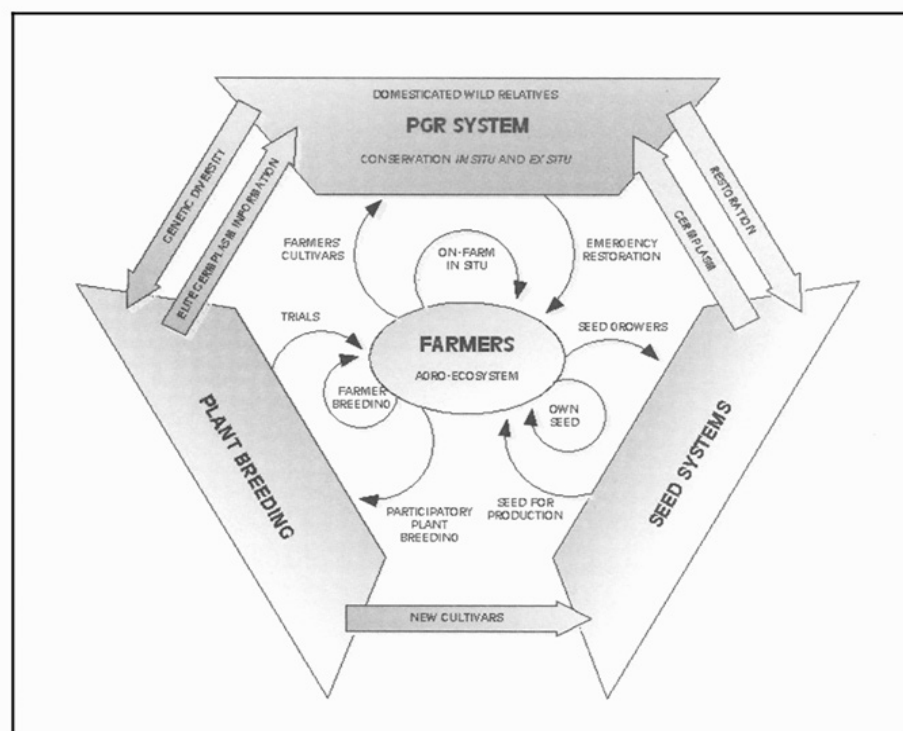 DOMESTICATED WILD RELATIVES
PGR SYSTEM
CONSERVATION IN SITU AND EX SITU
GENETIC DIVERSITY
ELITE GERMPLASM INFORMATION
RESTORATION
GERMPLASM
FARMERS'
CULTIVARS
ON-FARM
IN SITU
EMERGENCY
RESTORATION
TRIALS
SEED GROWERS
FARMERS
AGRO-ECOSYSTEM
FARMER
BREEDING
OWN
SEED
PLANT BREEDING
SEED SYSTEMS
PARTICIPATORY
PLANT
BREEDING
SEED FOR
PRODUCTION
NEW CULTIVARS